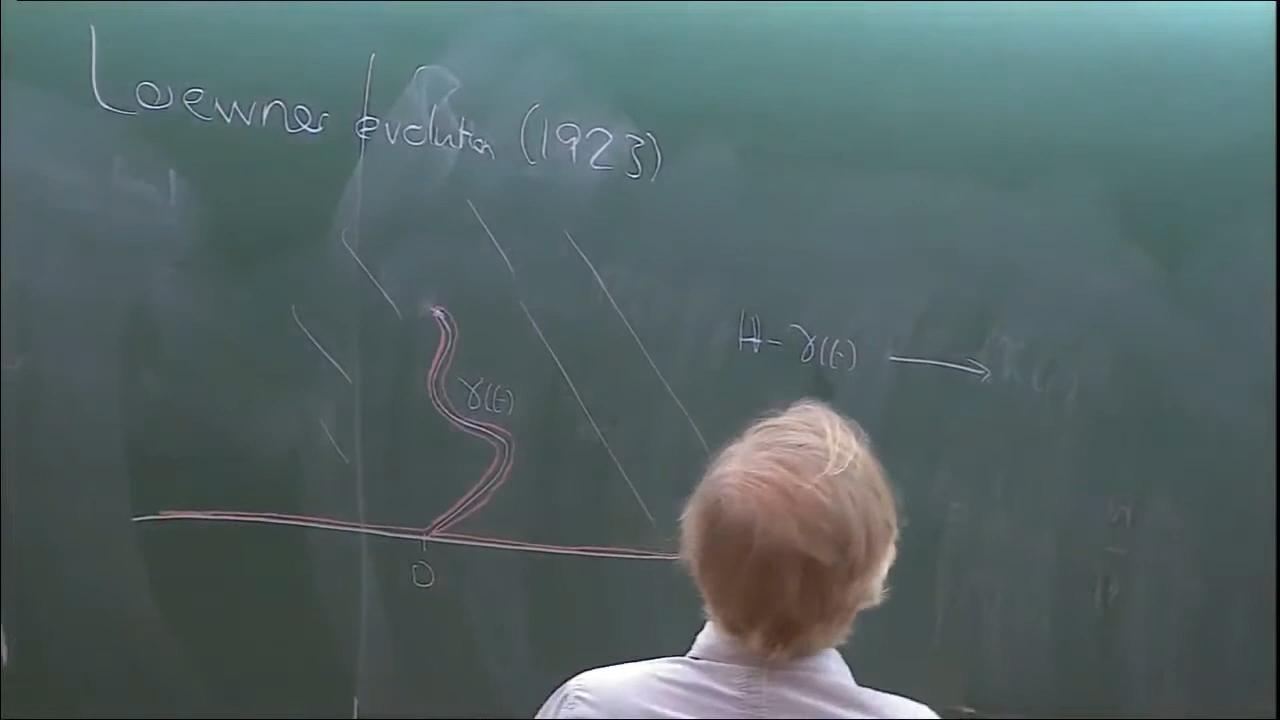 Loewner Evolution (1923)
ℍ - γ(t) →
γ(t)
0